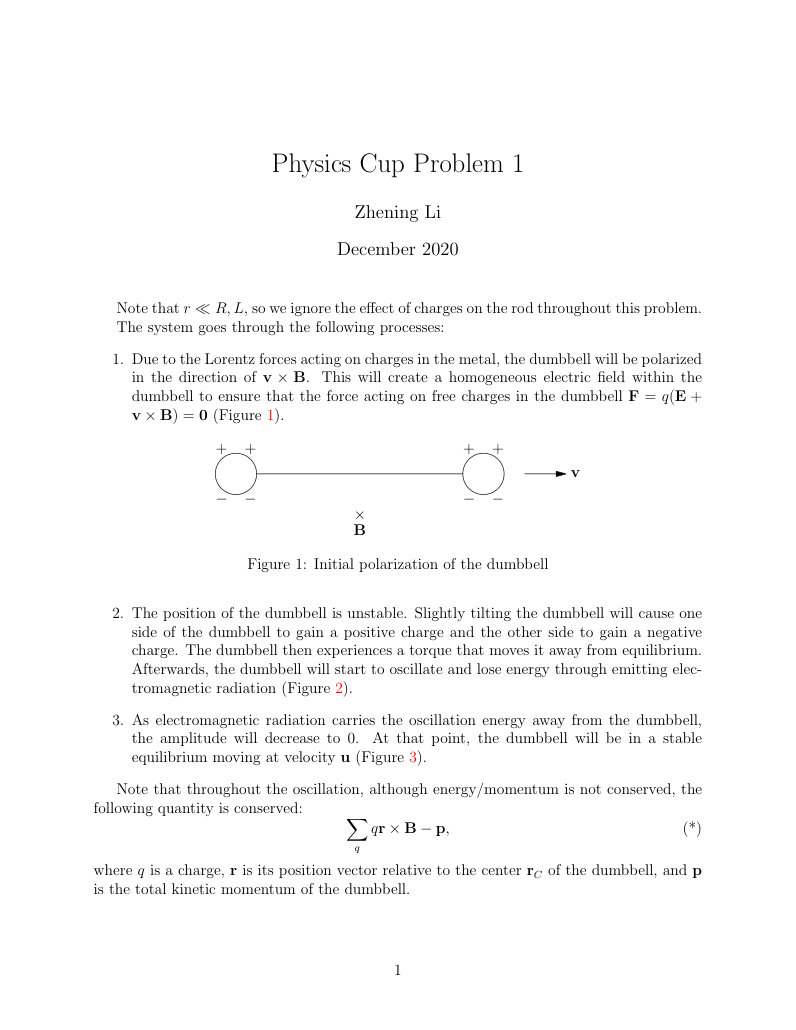 Physics Cup Problem 1
Zhening Li
December 2020
Note that r ≪ R, L, so we ignore the effect of charges on the rod throughout this problem.
The system goes through the following processes:
1. Due to the Lorentz forces acting on charges in the metal, the dumbbell will be polarized
in the direction of v × B. This will create a homogeneous electric field within the
dumbbell to ensure that the force acting on free charges in the dumbbell F = q(E +
v × B) = 0 (Figure 1).
+ + + +
v
− − − −
×
B
Figure 1: Initial polarization of the dumbbell
2. The position of the dumbbell is unstable. Slightly tilting the dumbbell will cause one
side of the dumbbell to gain a positive charge and the other side to gain a negative
charge. The dumbbell then experiences a torque that moves it away from equilibrium.
Afterwards, the dumbbell will start to oscillate and lose energy through emitting elec-
tromagnetic radiation (Figure 2).
3. As electromagnetic radiation carries the oscillation energy away from the dumbbell,
the amplitude will decrease to 0. At that point, the dumbbell will be in a stable
equilibrium moving at velocity u (Figure 3).
Note that throughout the oscillation, although energy/momentum is not conserved, the
following quantity is conserved:
∑_q qr × B − p, (*)
where q is a charge, r is its position vector relative to the center r_C of the dumbbell, and p
is the total kinetic momentum of the dumbbell.
1